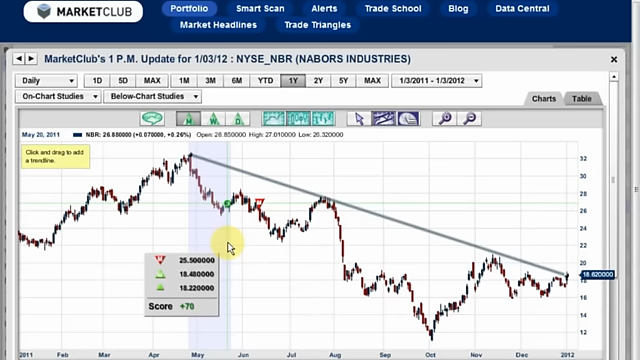 MARKETCLUB
Portfolio Smart Scan Alerts Trade School Blog Data Central
Market Headlines Trade Triangles
MarketClub's 1 P.M. Update for 1/03/12 : NYSE_NBR (NABORS INDUSTRIES)
Daily 1D 5D MAX 1M 3M 6M YTD 1Y 2Y 5Y MAX 1/3/2011 - 1/3/2012
On-Chart Studies Below-Chart Studies
Charts Table
M W D
May 20, 2011 NBR: 26.880000 (+0.070000, +0.26%) Open: 26.850000 High: 27.010000 Low: 26.320000
Click and drag to add
a trendline.
32
30
28
26
24
22
20
18.620000
18
16
14
12
M 25.500000
18.480000
18.220000
Score +70
2011 Feb Mar Apr May Jun Jul Aug Sep Oct Nov Dec 2012